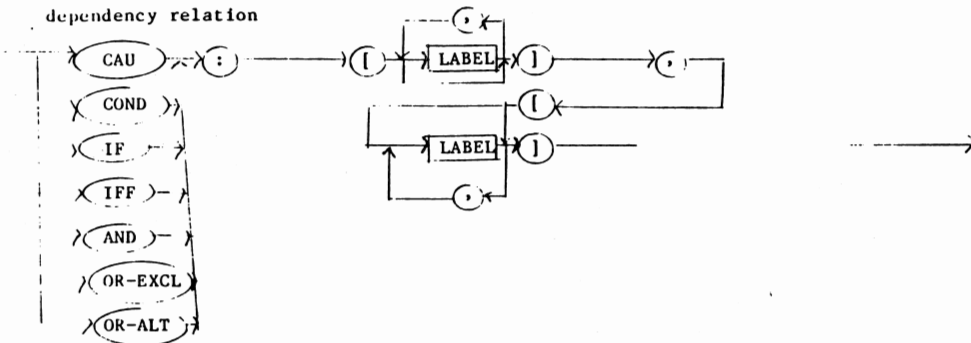 dependency relation
CAU : [ LABEL ] ,
COND [
IF LABEL ]
IFF ,
AND
OR-EXCL
OR-ALT